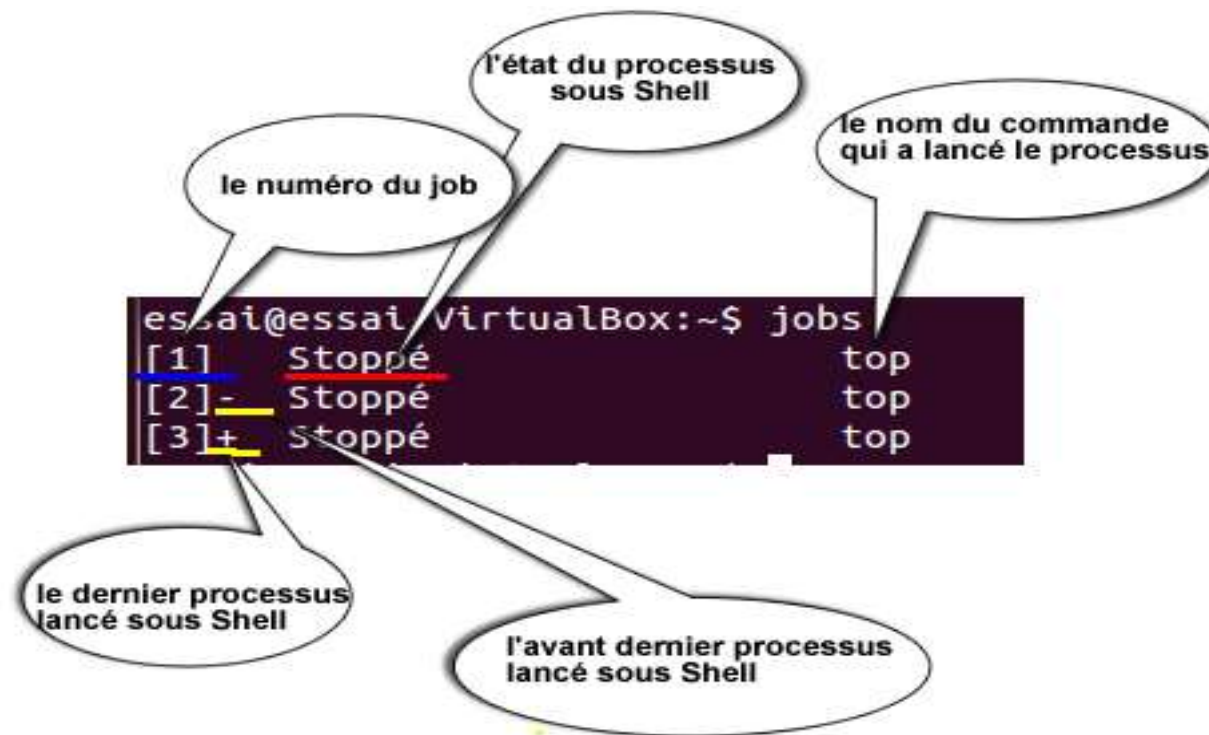 l'état du processus
sous Shell
le nom du commande
qui a lancé le processus
le numéro du job
essai@essai-VirtualBox:~$ jobs
[1]   Stoppé                 top
[2]-  Stoppé                 top
[3]+  Stoppé                 top
le dernier processus
lancé sous Shell
l'avant dernier processus
lancé sous Shell